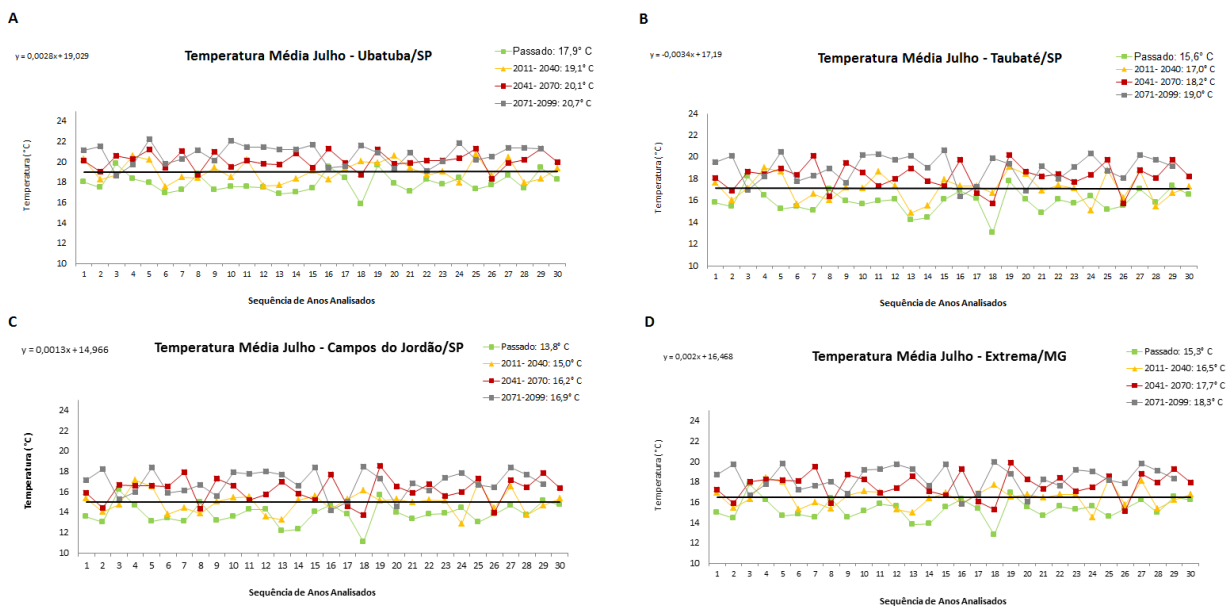 A
y = 0,0028x + 19,029
Temperatura Média Julho - Ubatuba/SP
Passado: 17,9° C
2011- 2040: 19,1° C
2041- 2070: 20,1° C
2071-2099: 20,7° C
Temperatura (°C)
24
22
20
18
16
14
12
10
1 2 3 4 5 6 7 8 9 10 11 12 13 14 15 16 17 18 19 20 21 22 23 24 25 26 27 28 29 30
Sequência de Anos Analisados
B
y = -0,0034x + 17,19
Temperatura Média Julho - Taubaté/SP
Passado: 15,6° C
2011- 2040: 17,0° C
2041- 2070: 18,2° C
2071-2099: 19,0° C
Temperatura (°C)
24
22
20
18
16
14
12
10
1 2 3 4 5 6 7 8 9 10 11 12 13 14 15 16 17 18 19 20 21 22 23 24 25 26 27 28 29 30
Sequência de Anos Analisados
C
y = 0,0013x + 14,966
Temperatura Média Julho - Campos do Jordão/SP
Passado: 13,8° C
2011- 2040: 15,0° C
2041- 2070: 16,2° C
2071-2099: 16,9° C
Temperatura (°C)
24
22
20
18
16
14
12
10
1 2 3 4 5 6 7 8 9 10 11 12 13 14 15 16 17 18 19 20 21 22 23 24 25 26 27 28 29 30
Sequência de Anos Analisados
D
y = 0,002x + 16,468
Temperatura Média Julho - Extrema/MG
Passado: 15,3° C
2011- 2040: 16,5° C
2041- 2070: 17,7° C
2071-2099: 18,3° C
Temperatura (°C)
24
22
20
18
16
14
12
10
1 2 3 4 5 6 7 8 9 10 11 12 13 14 15 16 17 18 19 20 21 22 23 24 25 26 27 28 29 30
Sequência de Anos Analisados